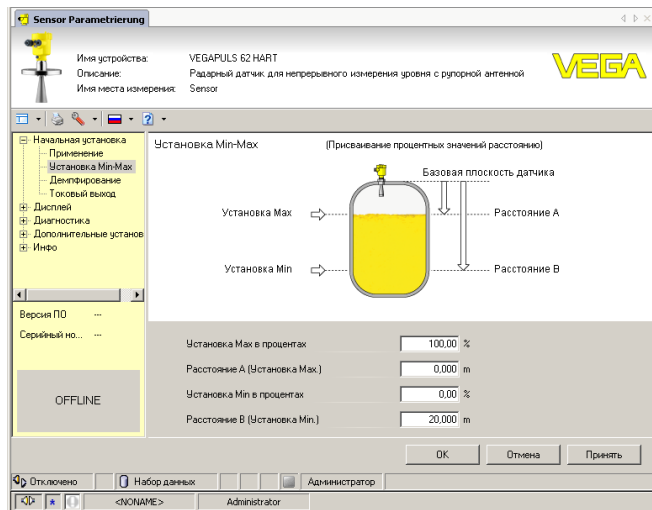 Sensor Parametrierung
Имя устройства: VEGAPULS 62 HART
Описание: Радарный датчик для непрерывного измерения уровня с рупорной антенной
Имя места измерения: Sensor
VEGA
Начальная установка
Применение
Установка Min-Max
Демпфирование
Токовый выход
Дисплей
Диагностика
Дополнительные установ
Инфо
Версия ПО ---
Серийный но... ---
OFFLINE
Установка Min-Max (Присваивание процентных значений расстоянию)
Базовая плоскость датчика
Установка Max Расстояние A
Установка Min Расстояние B
Установка Max в процентах 100,00 %
Расстояние A (Установка Max.) 0,000 m
Установка Min в процентах 0,00 %
Расстояние B (Установка Min.) 20,000 m
OK Отмена Принять
Отключено Набор данных Администратор
<NONAME> Administrator